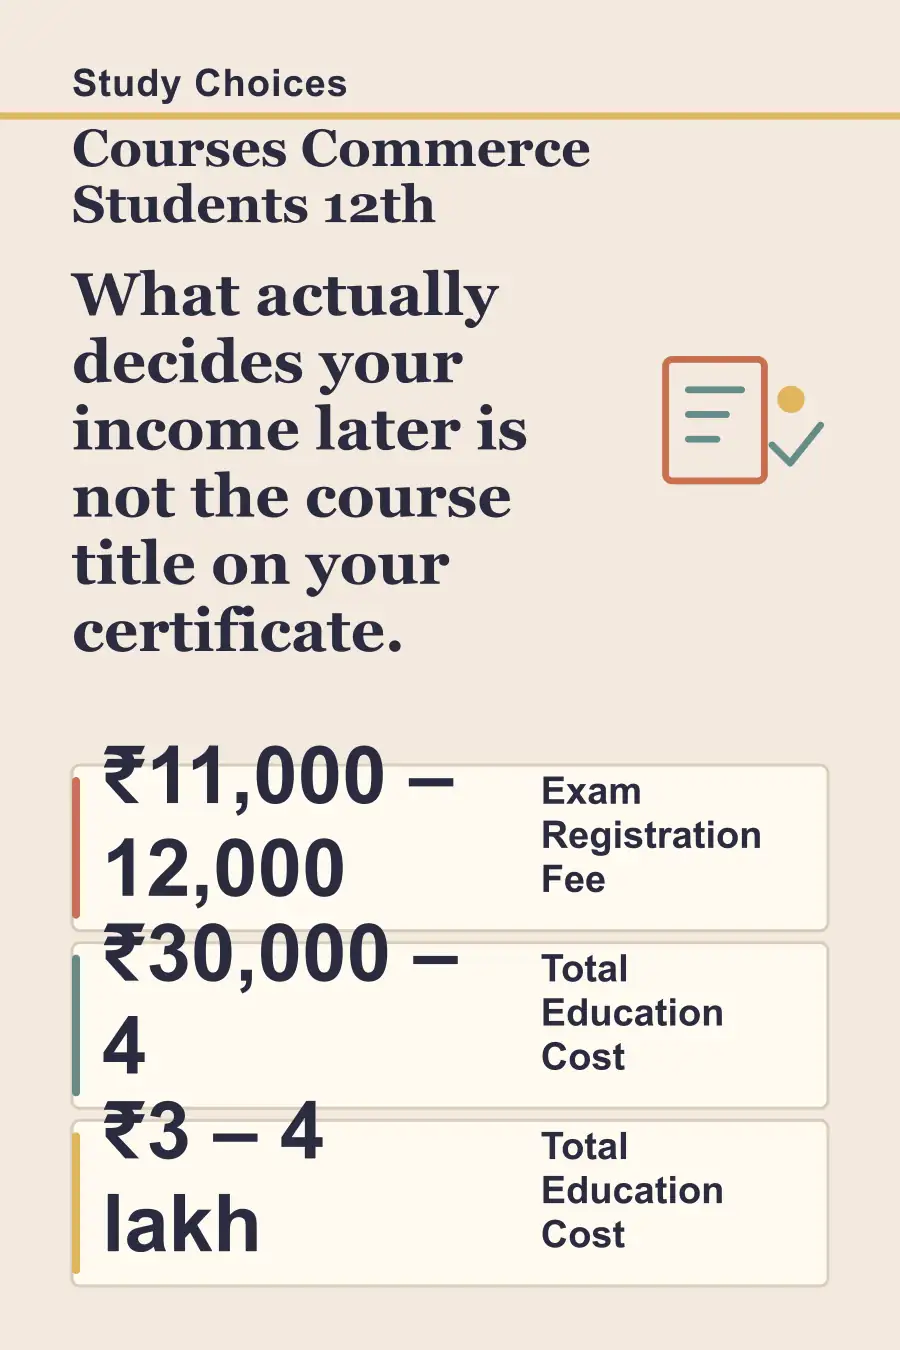 Study Choices
Courses Commerce
Students 12th
What actually
decides your
income later is
not the course
title on your
certificate.
₹11,000 –
12,000
Exam
Registration
Fee
₹30,000 –
4
Total
Education
Cost
₹3 – 4
lakh
Total
Education
Cost